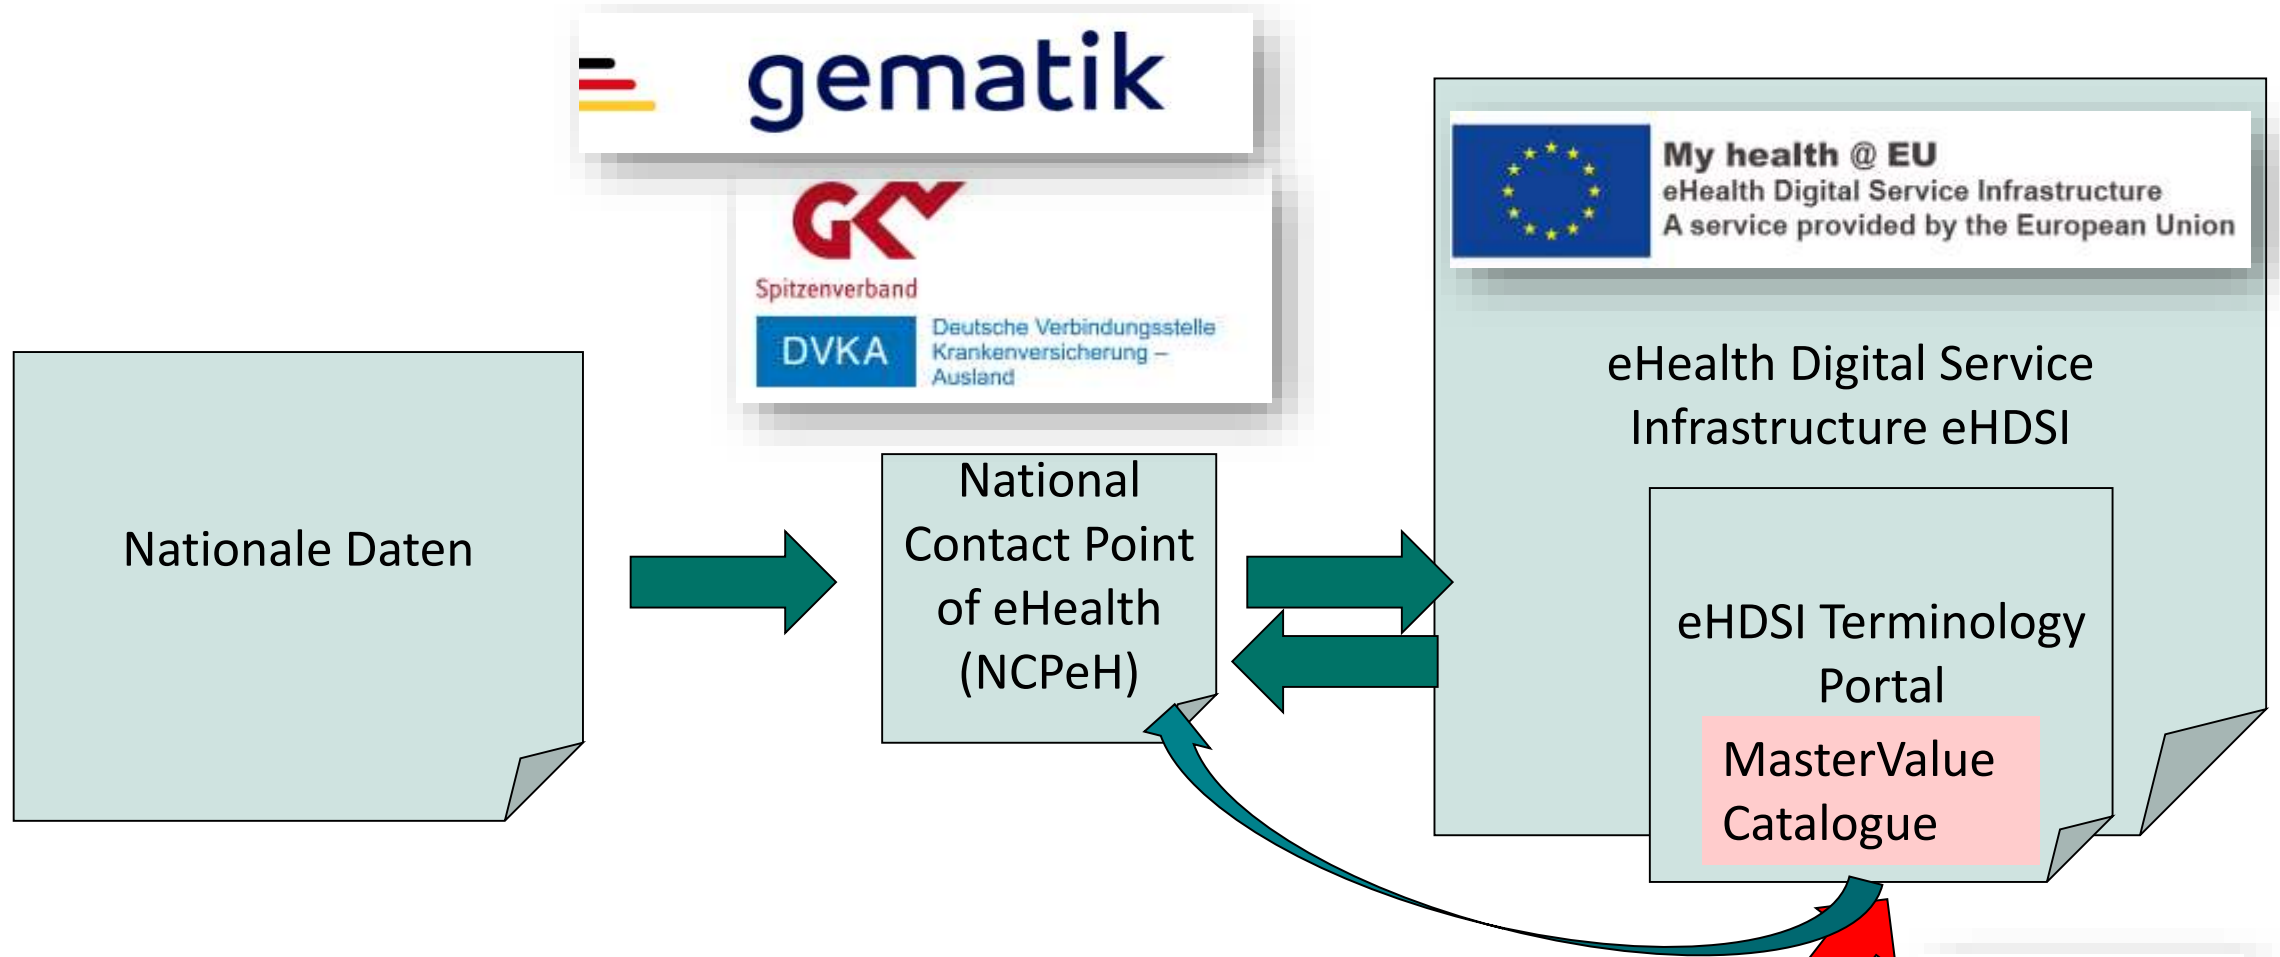 gematik
GKV
Spitzenverband
DVKA
Deutsche Verbindungsstelle
Krankenversicherung –
Ausland
My health @ EU
eHealth Digital Service Infrastructure
A service provided by the European Union
eHealth Digital Service
Infrastructure eHDSI
Nationale Daten
National
Contact Point
of eHealth
(NCPeH)
eHDSI Terminology
Portal
MasterValue
Catalogue